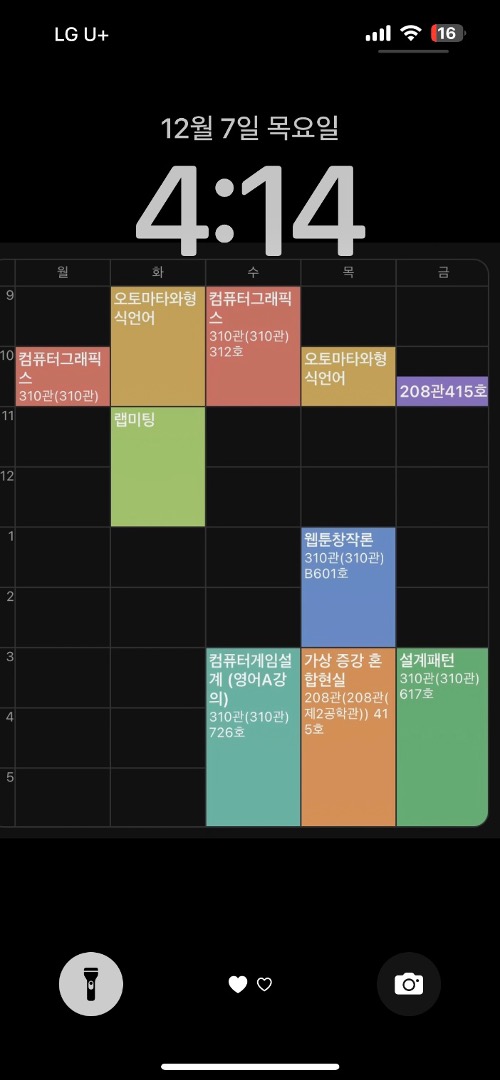 LG U+
16
12월 7일 목요일
4:14
월 화 수 목 금
9
오토마타와형
식언어
컴퓨터그래픽
스
310관(310관)
312호
10
컴퓨터그래픽
스
310관(310관)
오토마타와형
식언어
208관415호
11
랩미팅
12
1
웹툰창작론
310관(310관)
B601호
2
3
컴퓨터게임설
계 (영어A강
의)
310관(310관)
726호
가상 증강 혼
합현실
208관(208관(
제2공학관)) 41
5호
설계패턴
310관(310관)
617호
4
5